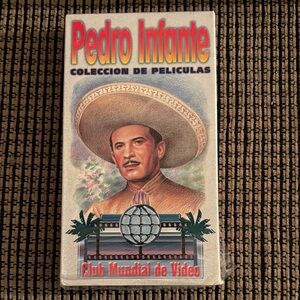 Pedro Infante
COLECCION DE PELICULAS
Club Mundial de Video